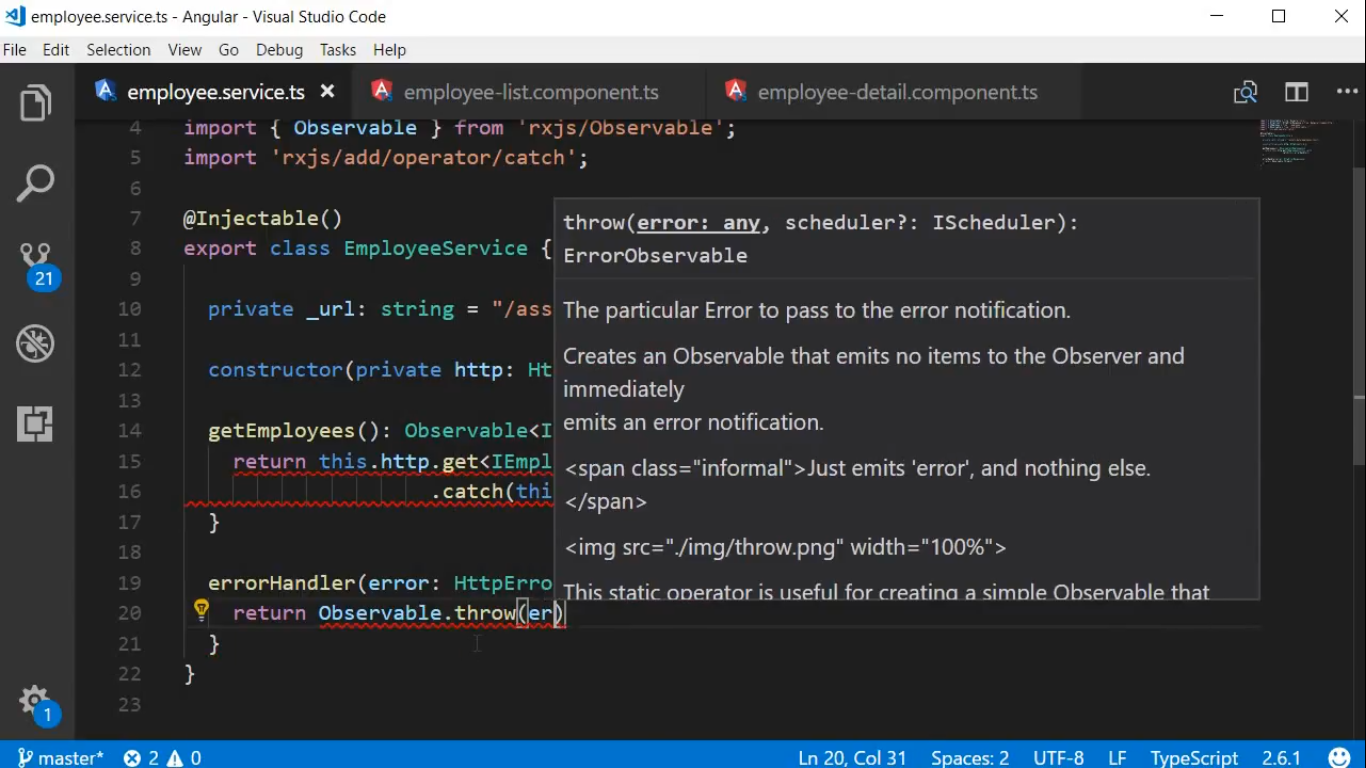 employee.service.ts - Angular - Visual Studio Code
File Edit Selection View Go Debug Tasks Help
employee.service.ts employee-list.component.ts employee-detail.component.ts
4 import { Observable } from 'rxjs/Observable';
5 import 'rxjs/add/operator/catch';
6
7 @Injectable()
8 export class EmployeeService {
9
10 private _url: string = "/ass
11
12 constructor(private http: Ht
13
14 getEmployees(): Observable<I
15 return this.http.get<IEmpl
16 .catch(thi
17 }
18
19 errorHandler(error: HttpErro
20 return Observable.throw(er)
21 }
22 }
23
throw(error: any, scheduler?: IScheduler):
ErrorObservable
The particular Error to pass to the error notification.
Creates an Observable that emits no items to the Observer and
immediately
emits an error notification.
<span class="informal">Just emits 'error', and nothing else.
</span>
<img src="./img/throw.png" width="100%">
This static operator is useful for creating a simple Observable that
21
1
master* 2 0 Ln 20, Col 31 Spaces: 2 UTF-8 LF TypeScript 2.6.1